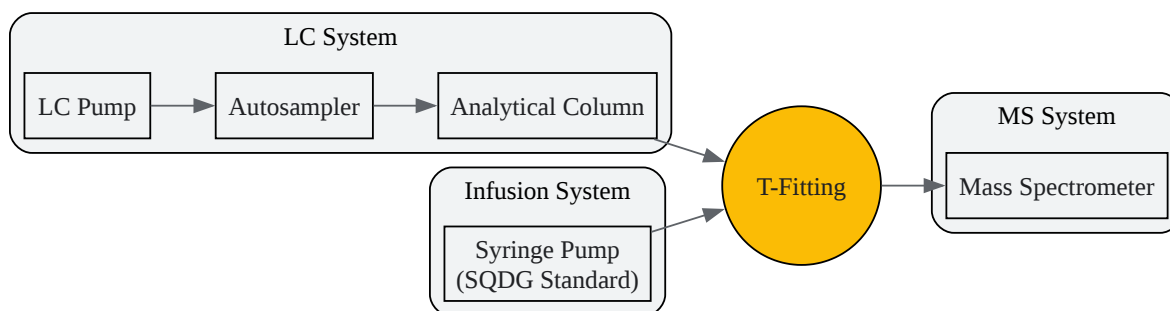 LC System
LC Pump
Autosampler
Analytical Column
Infusion System
Syringe Pump
(SQDG Standard)
T-Fitting
MS System
Mass Spectrometer